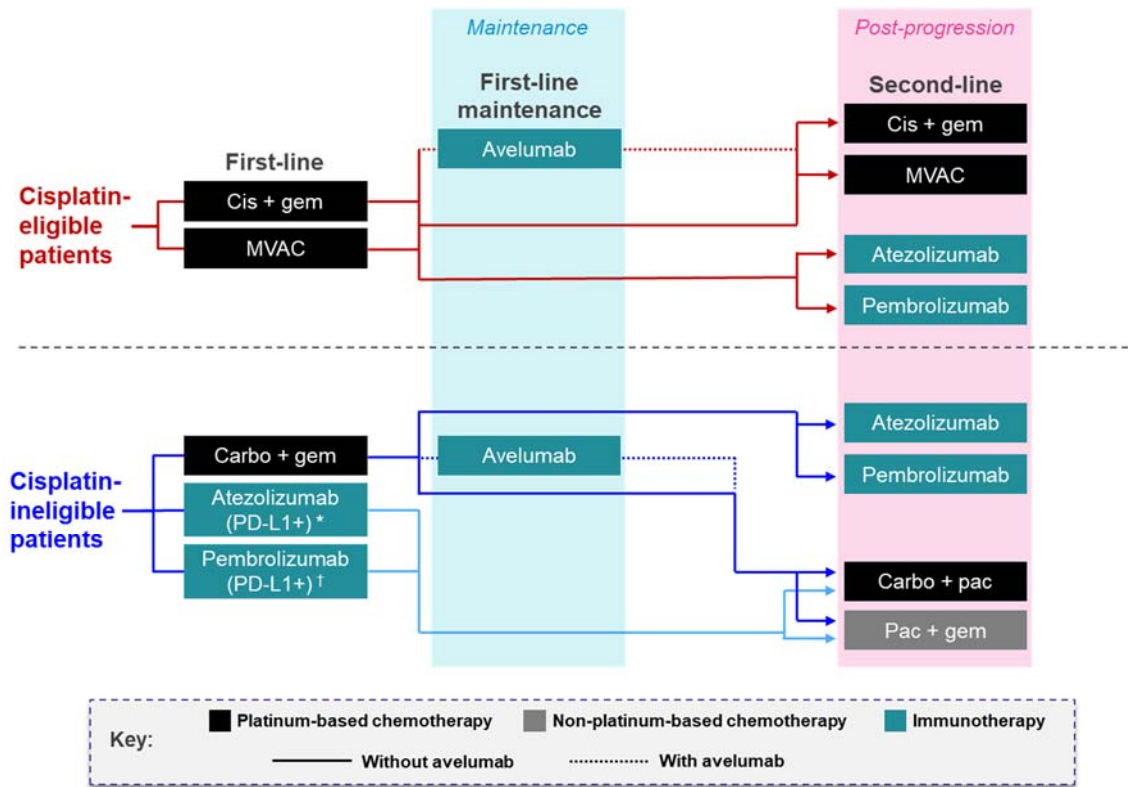 Maintenance
Post-progression
First-line
maintenance
Second-line
Cis + gem
Avelumab
MVAC
First-line
Cisplatin-
eligible
patients
Cis + gem
MVAC
Atezolizumab
Pembrolizumab
Cisplatin-
ineligible
patients
Carbo + gem
Atezolizumab
(PD-L1+) *
Pembrolizumab
(PD-L1+) †
Avelumab
Atezolizumab
Pembrolizumab
Carbo + pac
Pac + gem
Key:
Platinum-based chemotherapy
Non-platinum-based chemotherapy
Immunotherapy
Without avelumab
With avelumab